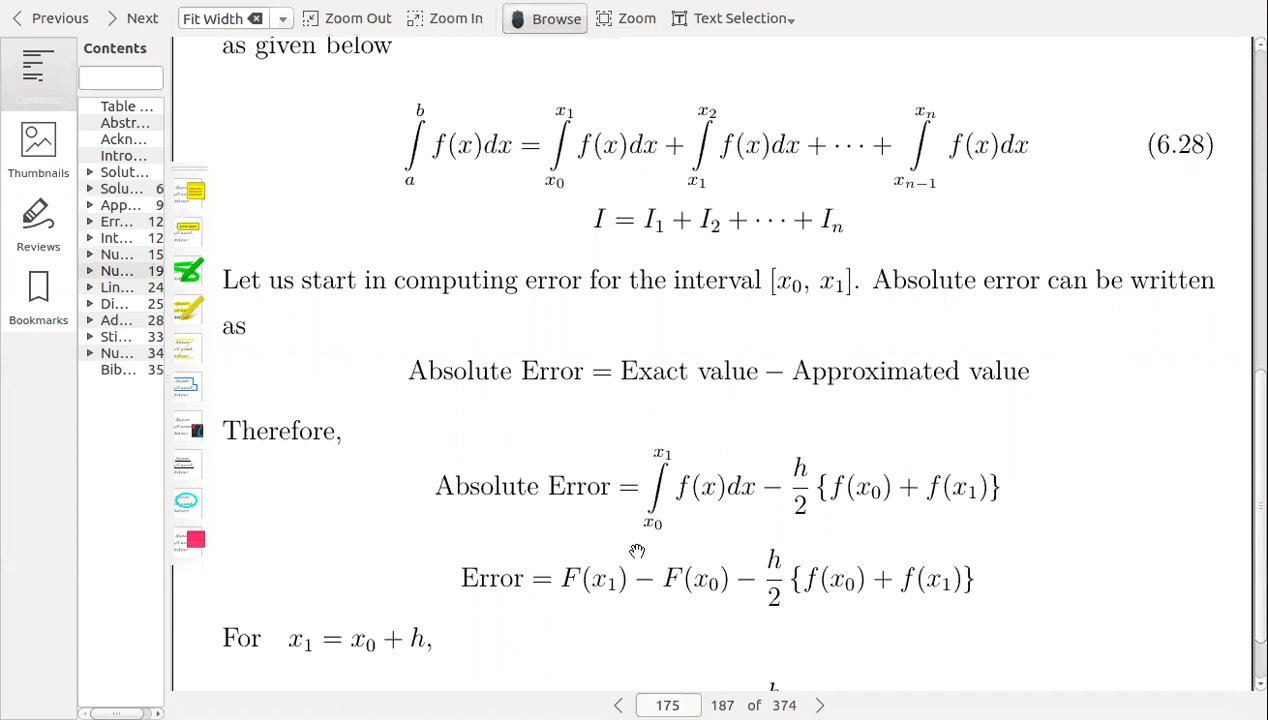 Previous Next Fit Width Zoom Out Zoom In Browse Zoom Text Selection
Contents
Contents
Thumbnails
Reviews
Bookmarks
Table ...
Abstr...
Ackn...
Intro...
Solut...
Solu... 6
App... 9
Err... 12
Int... 12
Nu... 15
Nu... 19
Lin... 24
Di... 25
Ad... 28
Sti... 33
Nu... 34
Bib... 35
as given below
∫_a^b f(x)dx = ∫_{x_0}^{x_1} f(x)dx + ∫_{x_1}^{x_2} f(x)dx + · · · + ∫_{x_{n−1}}^{x_n} f(x)dx (6.28)
I = I_1 + I_2 + · · · + I_n
Let us start in computing error for the interval [x_0, x_1]. Absolute error can be written
as
Absolute Error = Exact value − Approximated value
Therefore,
Absolute Error = ∫_{x_0}^{x_1} f(x)dx − h/2 {f(x_0) + f(x_1)}
Error = F(x_1) − F(x_0) − h/2 {f(x_0) + f(x_1)}
For x_1 = x_0 + h,
175 187 of 374